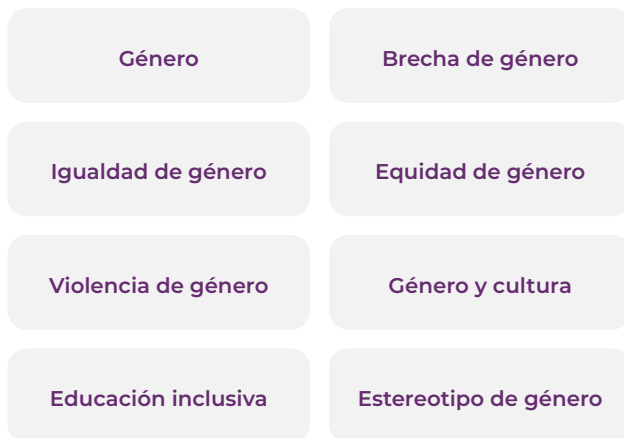 Género
Brecha de género
Igualdad de género
Equidad de género
Violencia de género
Género y cultura
Educación inclusiva
Estereotipo de género